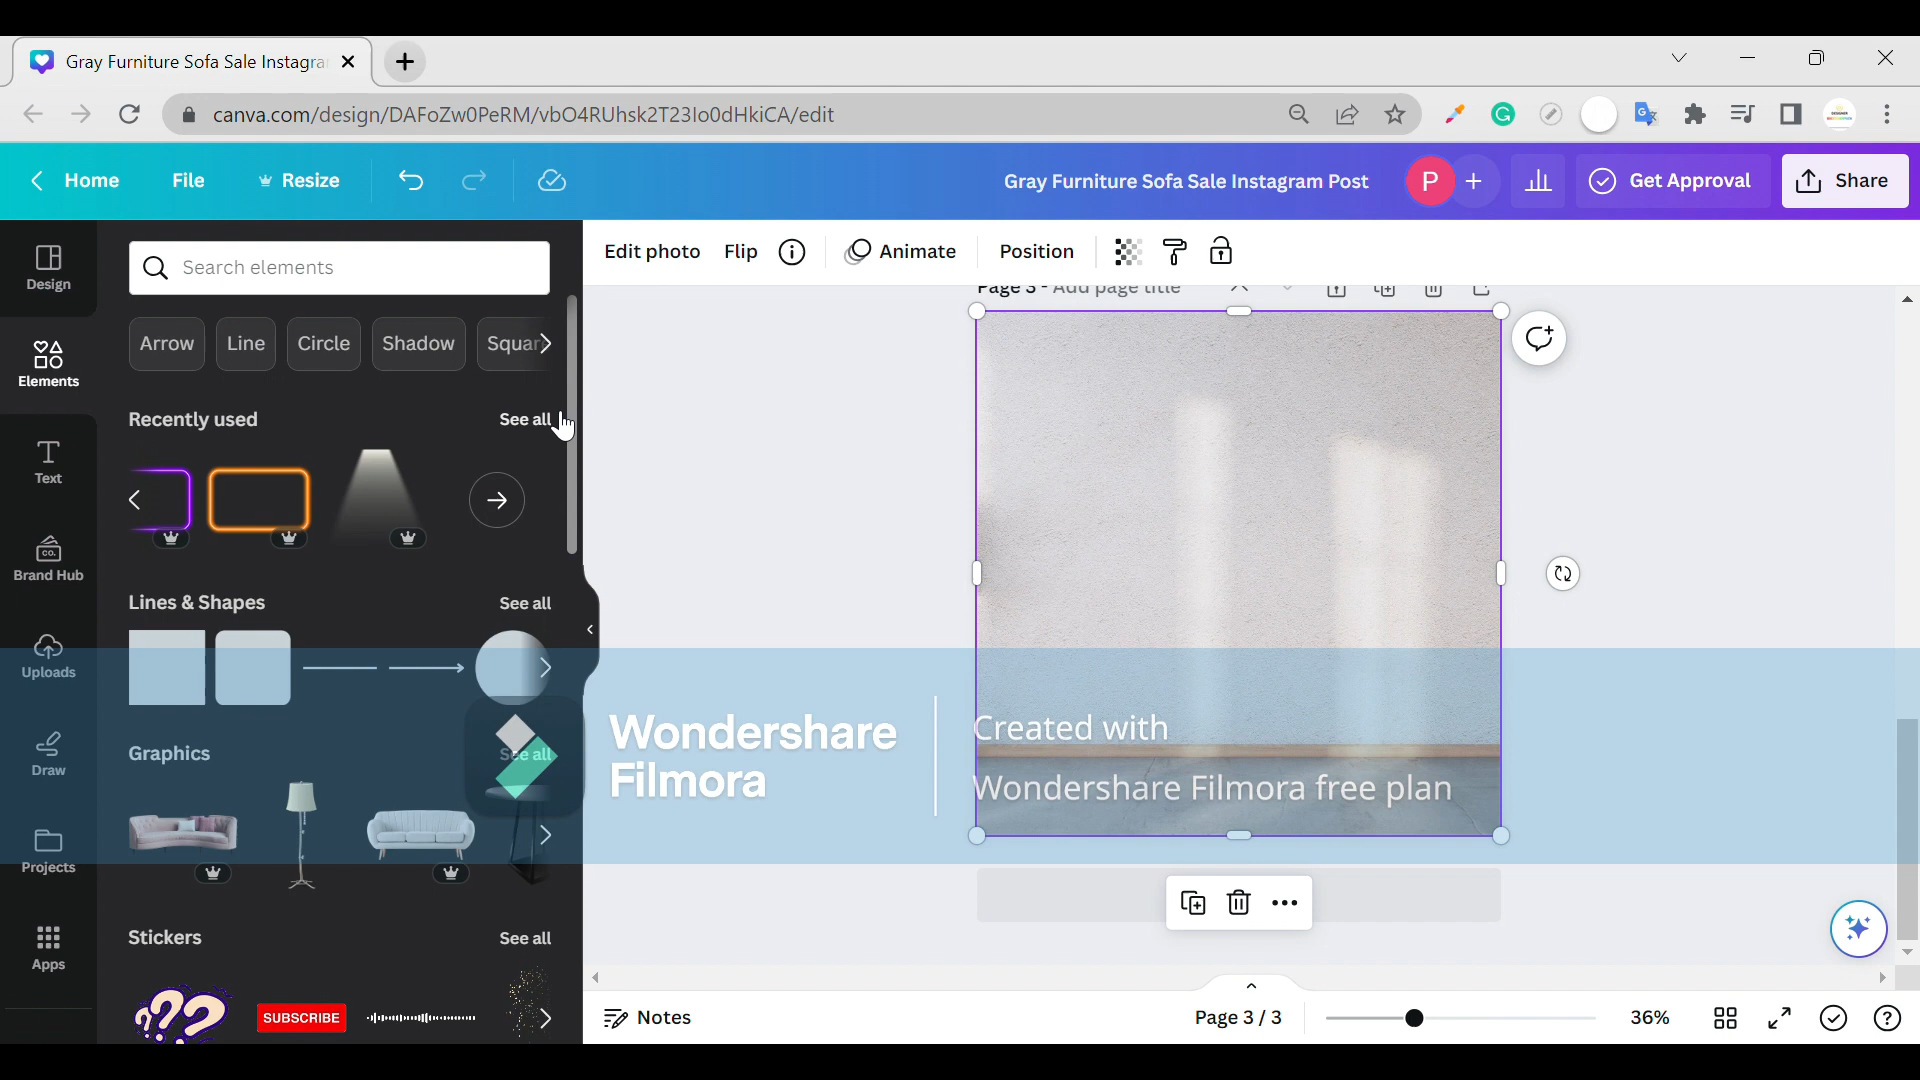 Gray Furniture Sofa Sale Instagra
canva.com/design/DAFoZw0PeRM/vbO4RUhsk2T23Io0dHkiCA/edit
Home File Resize Gray Furniture Sofa Sale Instagram Post P + Get Approval Share
Edit photo Flip Animate Position
Design
Elements
Text
Brand Hub
CO.
Uploads
Draw
Projects
Apps
Search elements
Arrow Line Circle Shadow Squar
Recently used See all
Lines & Shapes See all
Graphics See all
Stickers See all
SUBSCRIBE
Page 3 - Add page title
Wondershare
Filmora
Created with
Wondershare Filmora free plan
Notes Page 3 / 3 36%